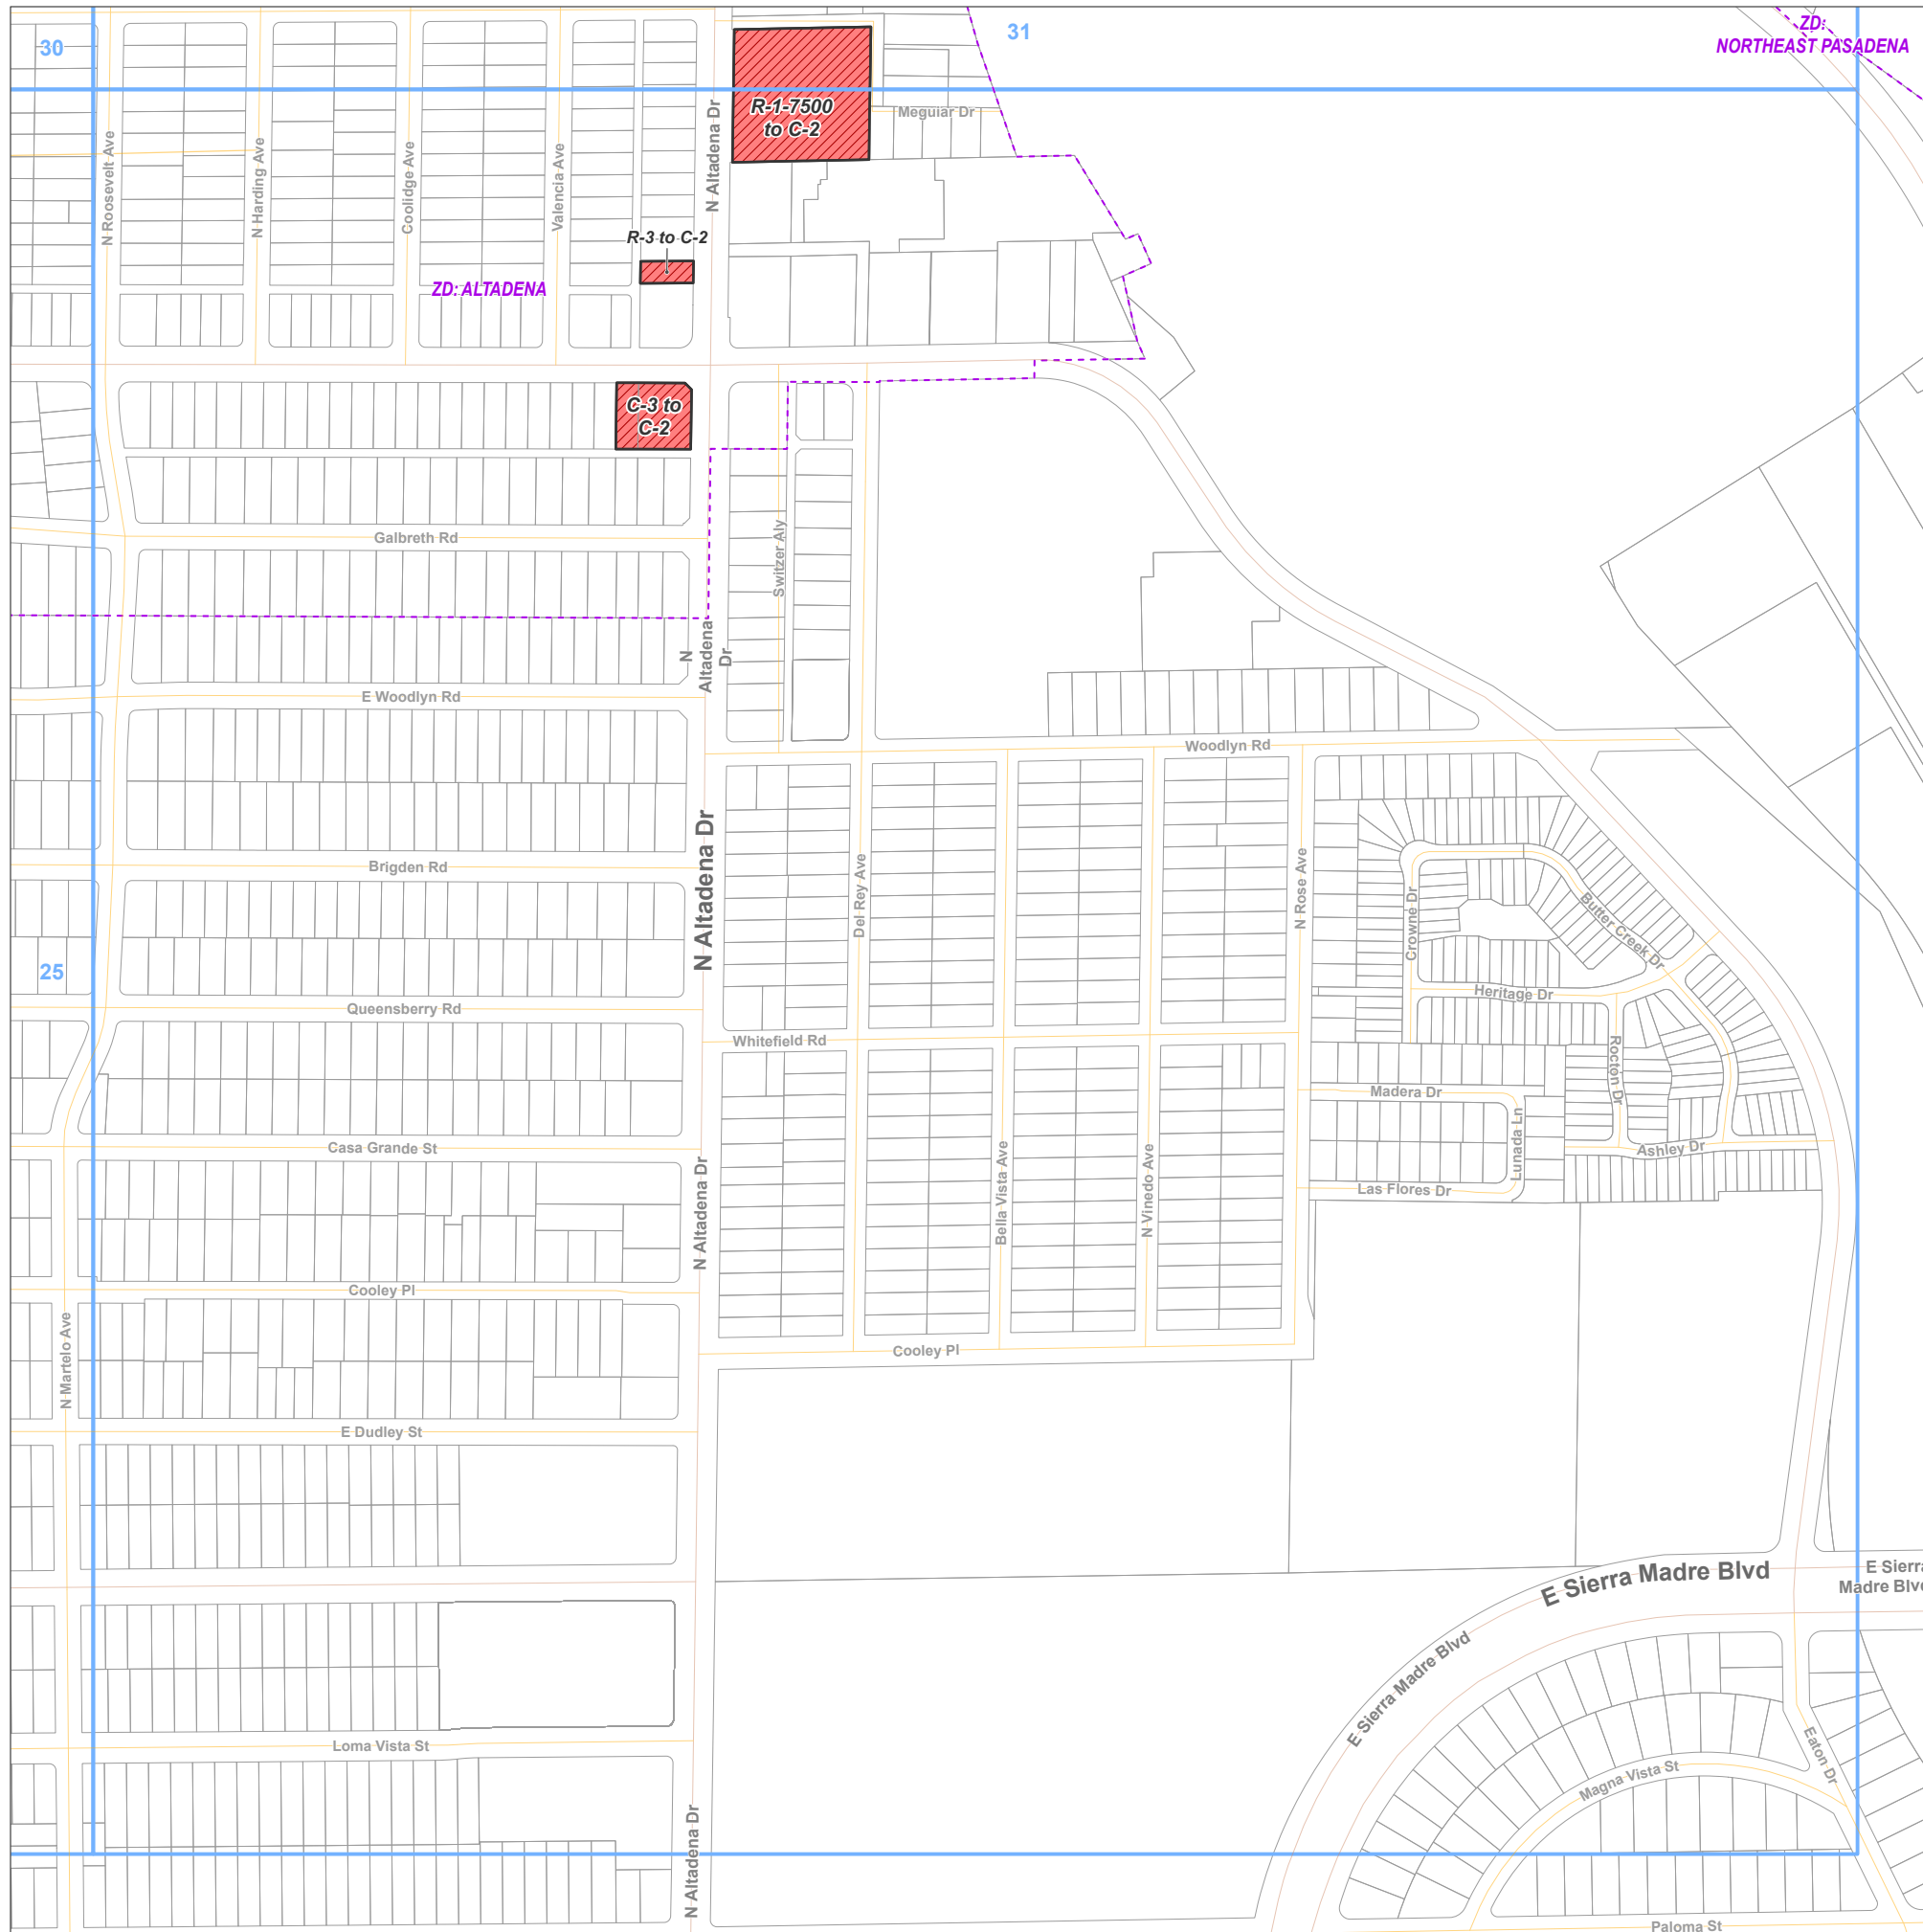 30
31
ZD:
NORTHEAST PASADENA
R-1-7500
to C-2
Meguiar Dr
N Roosevelt Ave
N Harding Ave
Coolidge Ave
Valencia Ave
N Altadena Dr
R-3 to C-2
ZD: ALTADENA
C-3 to
C-2
Galbreth Rd
Switzer Aly
N
Altadena
Dr
E Woodlyn Rd
Woodlyn Rd
N Altadena Dr
Brigden Rd
Del Rey Ave
N Rose Ave
Crowne Dr
Butter Creek Dr
25
Heritage Dr
Queensberry Rd
Whitefield Rd
Rocton Dr
Madera Dr
Lunada Ln
Casa Grande St
Ashley Dr
N Altadena Dr
Bella Vista Ave
N Vinedo Ave
Las Flores Dr
Cooley Pl
N Martelo Ave
Cooley Pl
E Dudley St
E Sierra Madre Blvd
E Sierra
Madre Blvd
E Sierra Madre Blvd
Loma Vista St
Eaton Dr
Magna Vista St
N Altadena Dr
Paloma St